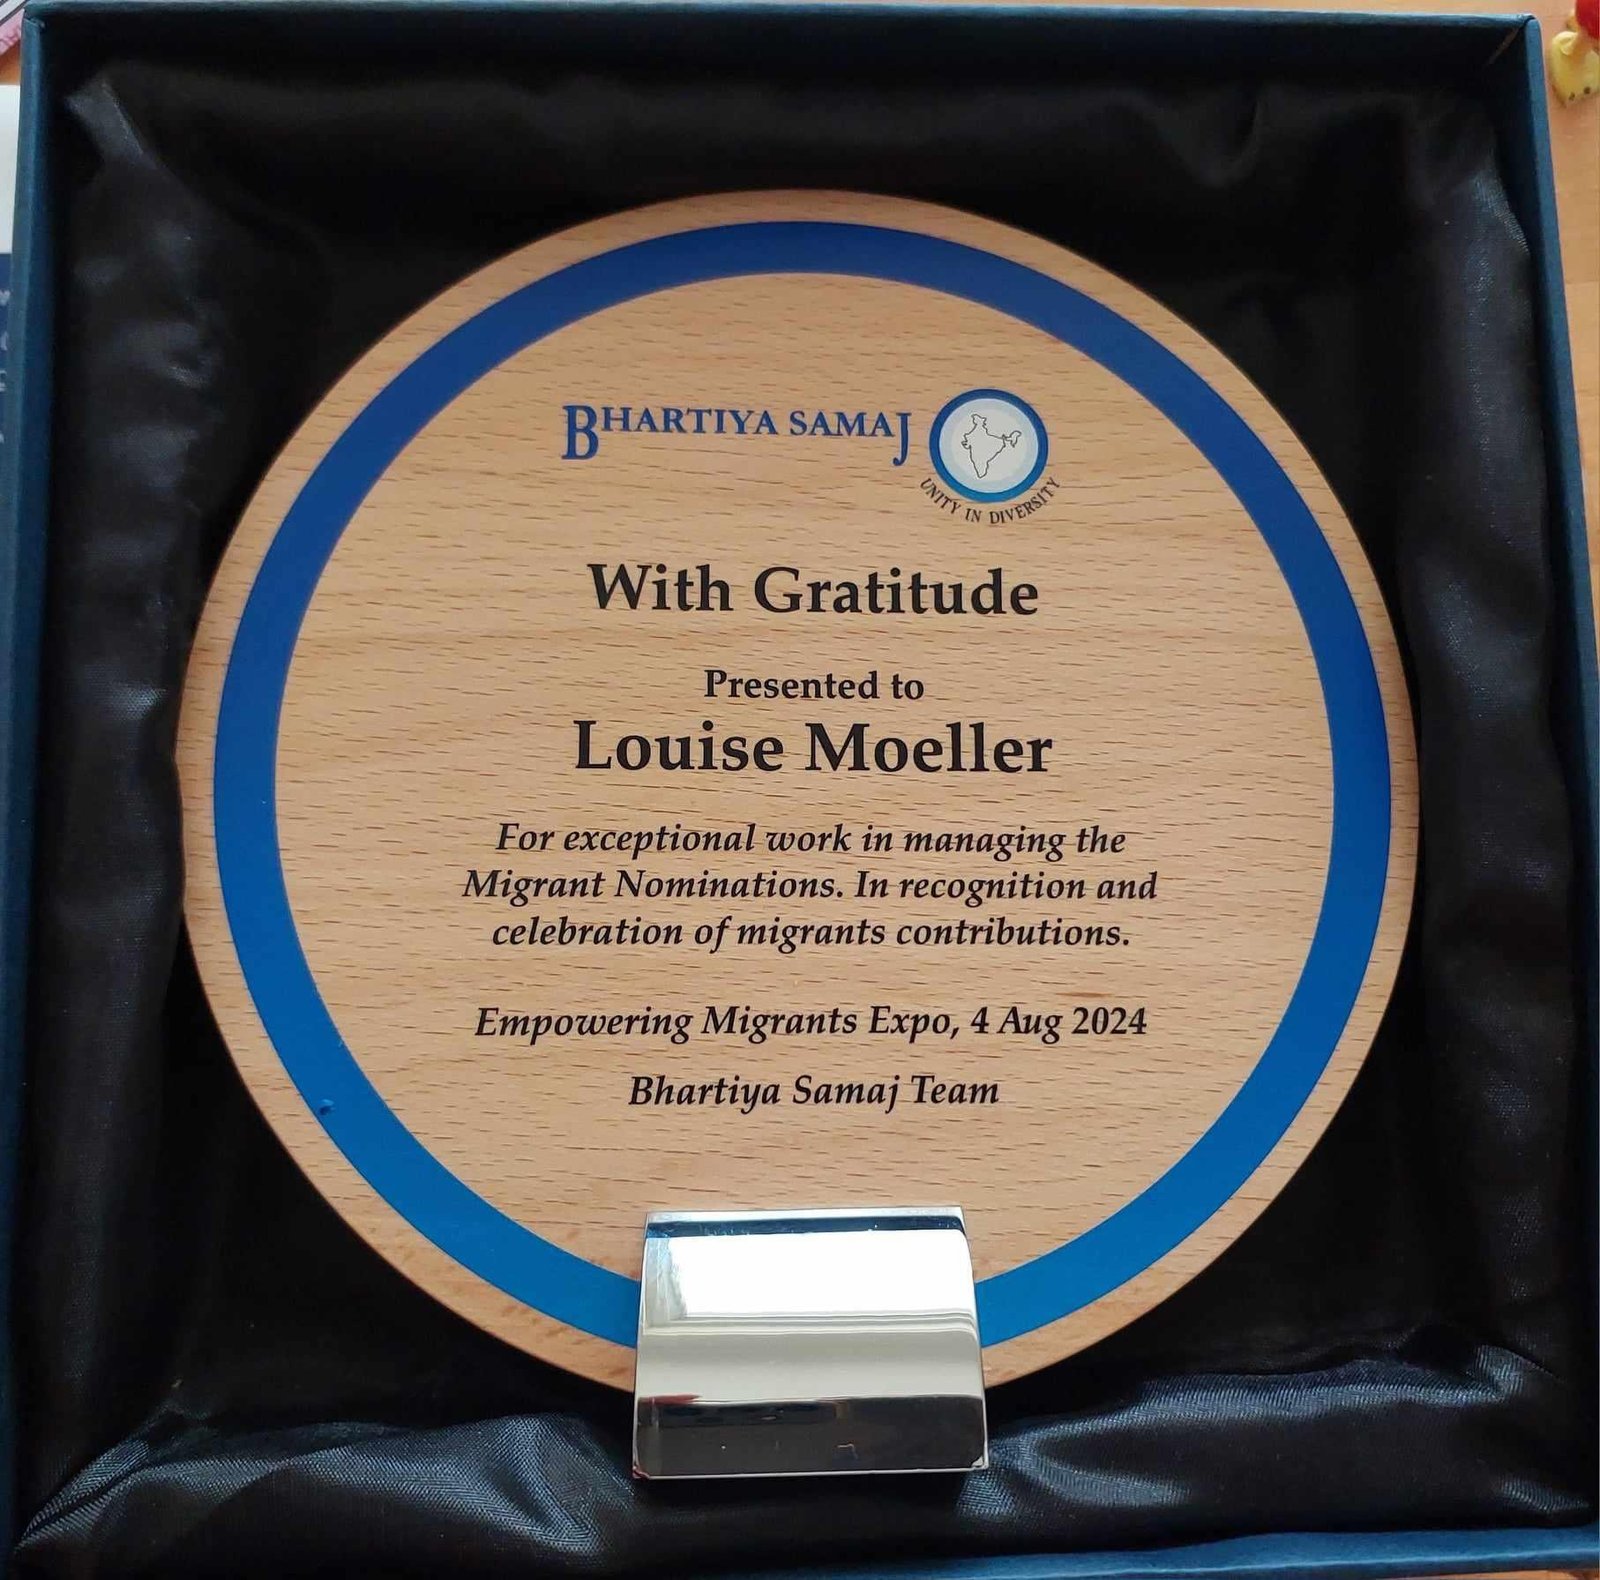 BHARTIYA SAMAJ
UNITY IN DIVERSITY
With Gratitude
Presented to
Louise Moeller
For exceptional work in managing the
Migrant Nominations. In recognition and
celebration of migrants contributions.
Empowering Migrants Expo, 4 Aug 2024
Bhartiya Samaj Team